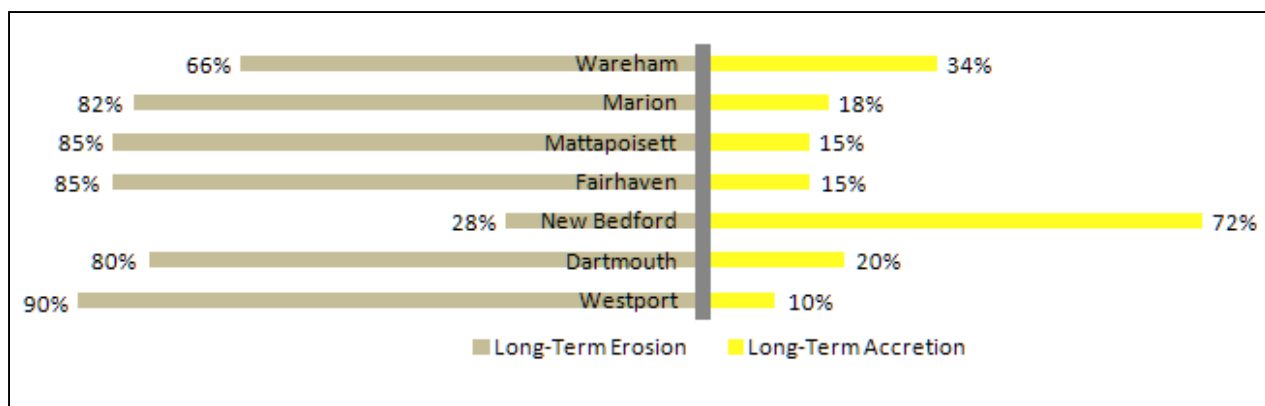 66% Wareham 34%
82% Marion 18%
85% Mattapoisett 15%
85% Fairhaven 15%
28% New Bedford 72%
80% Dartmouth 20%
90% Westport 10%
Long-Term Erosion Long-Term Accretion